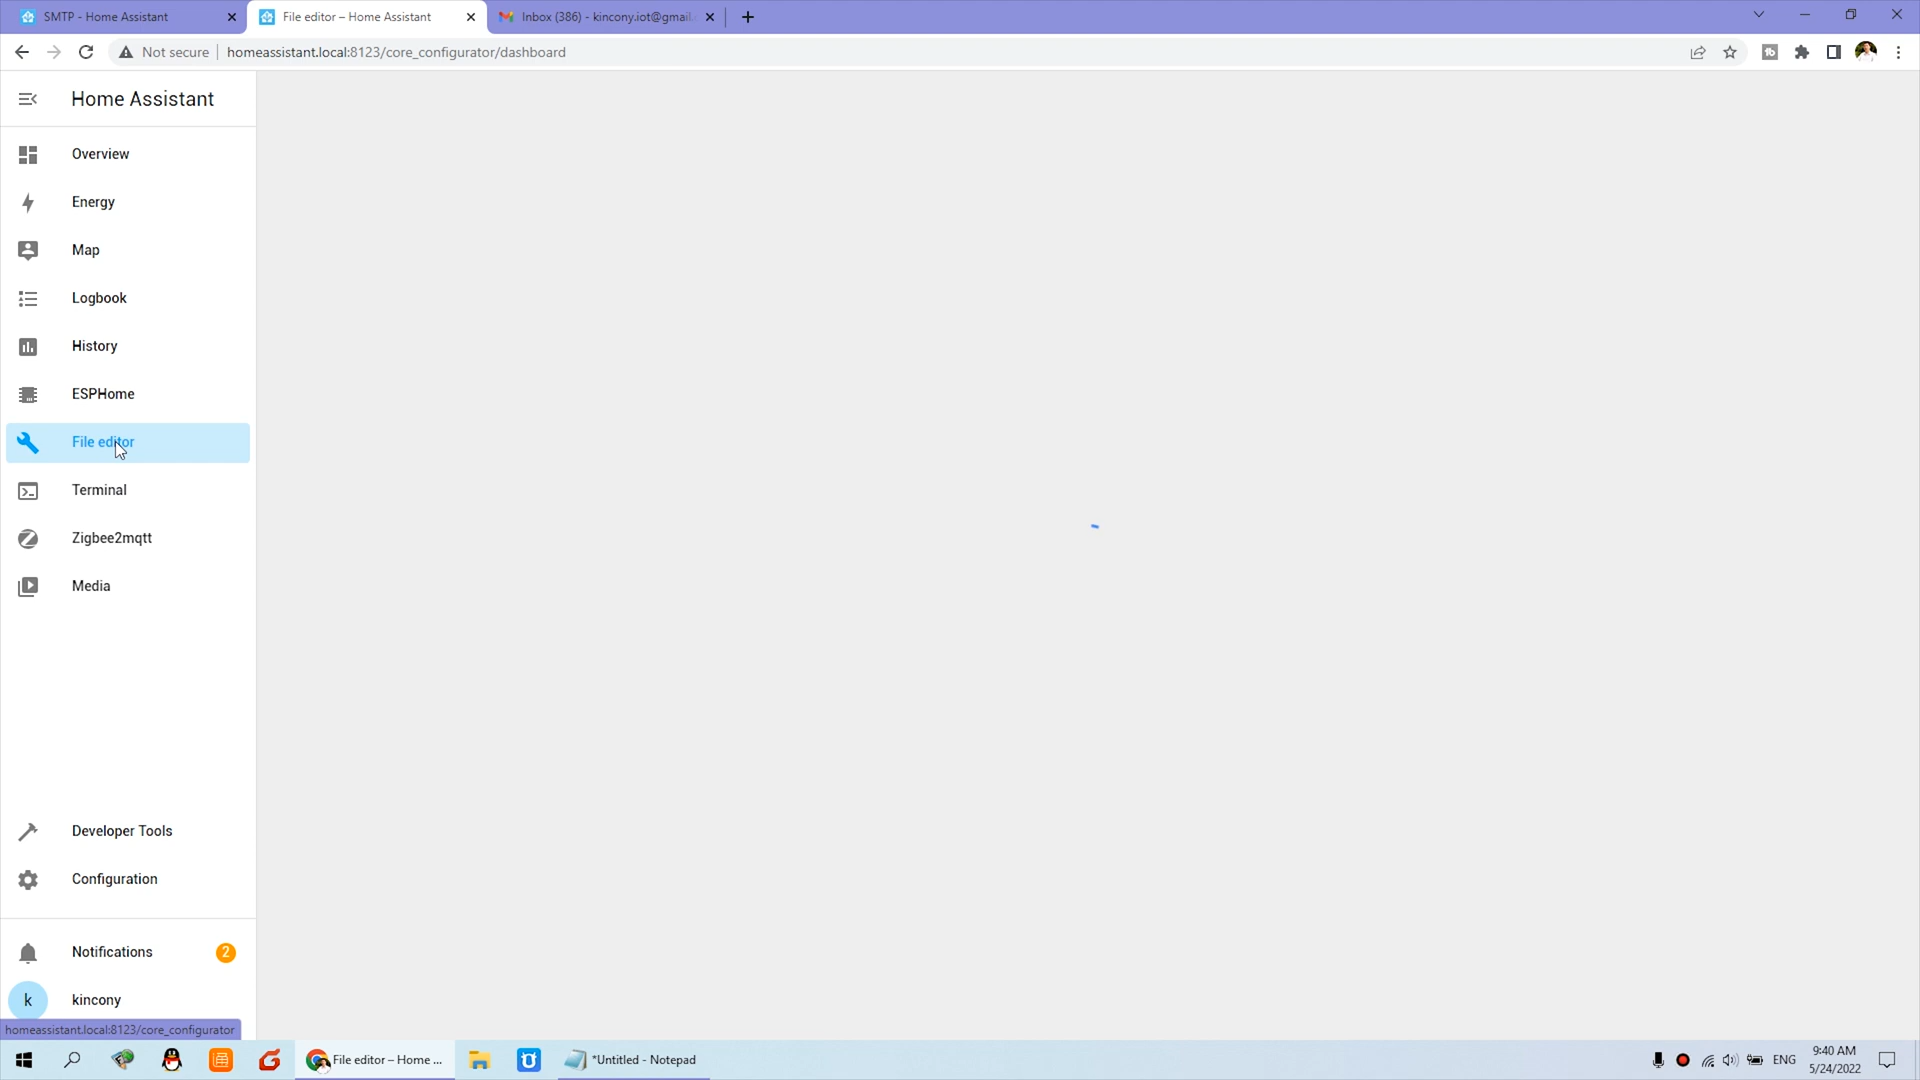 SMTP - Home Assistant
File editor – Home Assistant
Inbox (386) - kincony.iot@gmail.
Not secure
homeassistant.local:8123/core_configurator/dashboard
Home Assistant
Overview
Energy
Map
Logbook
History
ESPHome
File editor
Terminal
Zigbee2mqtt
Media
Developer Tools
Configuration
Notifications
2
k
kincony
homeassistant.local:8123/core_configurator
File editor – Home ...
*Untitled - Notepad
ENG
9:40 AM
5/24/2022